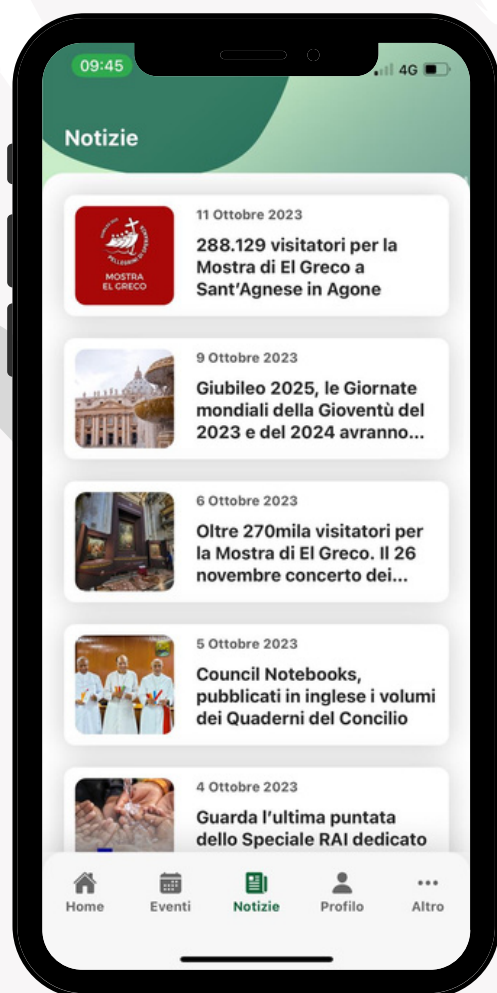 09:45
4G
Notizie
11 Ottobre 2023
288.129 visitatori per la
Mostra di El Greco a
Sant'Agnese in Agone
PELLEGRINI DI SPERANZA
MOSTRA
EL GRECO
9 Ottobre 2023
Giubileo 2025, le Giornate
mondiali della Gioventù del
2023 e del 2024 avranno...
6 Ottobre 2023
Oltre 270mila visitatori per
la Mostra di El Greco. Il 26
novembre concerto dei...
5 Ottobre 2023
Council Notebooks,
pubblicati in inglese i volumi
dei Quaderni del Concilio
4 Ottobre 2023
Guarda l'ultima puntata
dello Speciale RAI dedicato
Home
Eventi
Notizie
Profilo
Altro